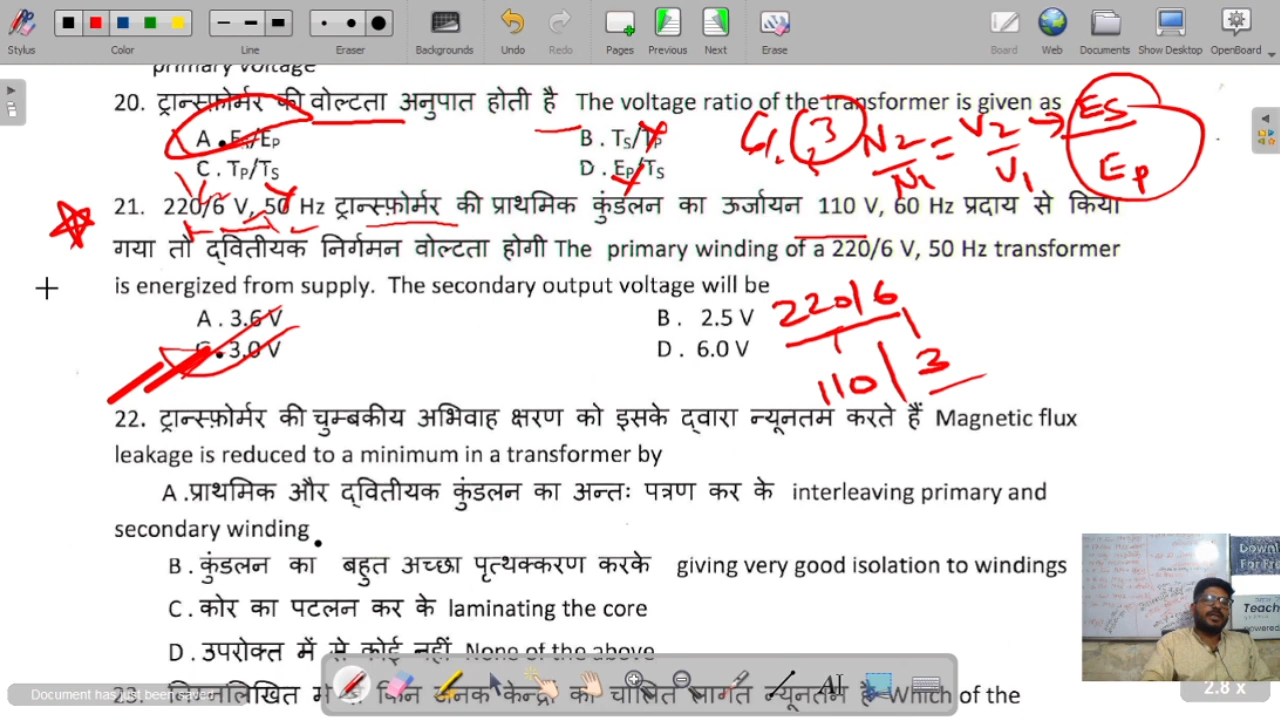 Stylus
Color
Line
Eraser
Backgrounds
Undo
Redo
Pages
Previous
Next
Erase
Board
Web
Documents
Show Desktop
OpenBoard
primary voltage
20. ट्रान्सफ़ोर्मर की वोल्टता अनुपात होती है The voltage ratio of the transformer is given as
A . Es/EP
B . TS/TP
C . TP/TS
D . EP/TS
G. 3 N2/N1 = V2/V1 → ES/EP
21. 220/6 V, 50 Hz ट्रान्सफ़ोर्मर की प्राथमिक कुंडलन का ऊर्जायन 110 V, 60 Hz प्रदाय से किया
गया तो द्वितीयक निर्गमन वोल्टता होगी The primary winding of a 220/6 V, 50 Hz transformer
is energized from supply. The secondary output voltage will be
A . 3.6 V
B . 2.5 V
C . 3.0 V
D . 6.0 V
220/6
110/3
22. ट्रान्सफ़ोर्मर की चुम्बकीय अभिवाह क्षरण को इसके द्वारा न्यूनतम करते हैं Magnetic flux
leakage is reduced to a minimum in a transformer by
A .प्राथमिक और द्वितीयक कुंडलन का अन्तः पत्रण कर के interleaving primary and
secondary winding
B . कुंडलन का बहुत अच्छा पृत्थक्करण करके giving very good isolation to windings
C . कोर का पटलन कर के laminating the core
D . उपरोक्त में से कोई नहीं None of the above
Which of the
Document has just been saved
2.8 x
Teach
powered